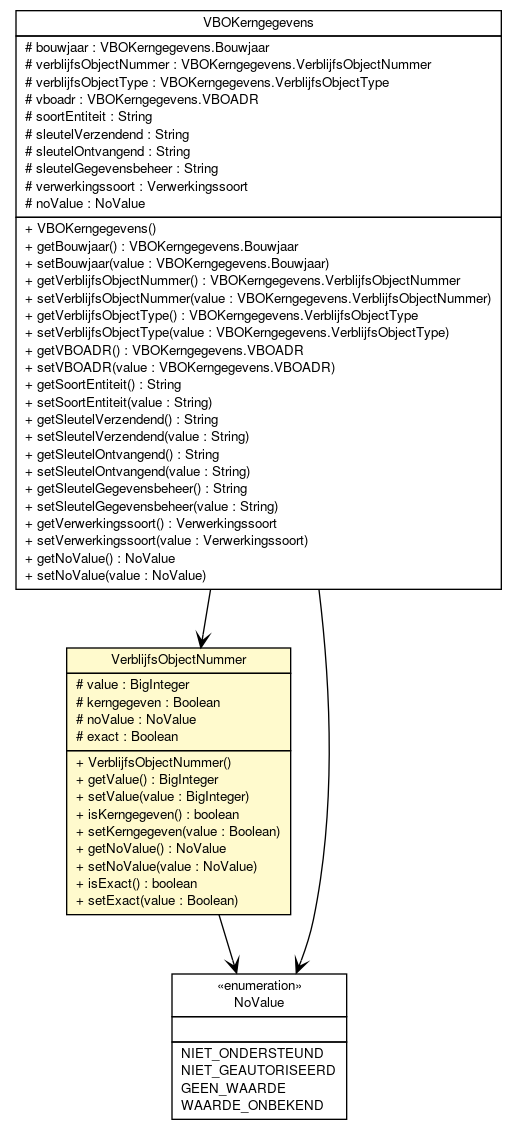 VBOKerngegevens
# bouwjaar : VBOKerngegevens.Bouwjaar
# verblijfsObjectNummer : VBOKerngegevens.VerblijfsObjectNummer
# verblijfsObjectType : VBOKerngegevens.VerblijfsObjectType
# vboadr : VBOKerngegevens.VBOADR
# soortEntiteit : String
# sleutelVerzendend : String
# sleutelOntvangend : String
# sleutelGegevensbeheer : String
# verwerkingssoort : Verwerkingssoort
# noValue : NoValue
+ VBOKerngegevens()
+ getBouwjaar() : VBOKerngegevens.Bouwjaar
+ setBouwjaar(value : VBOKerngegevens.Bouwjaar)
+ getVerblijfsObjectNummer() : VBOKerngegevens.VerblijfsObjectNummer
+ setVerblijfsObjectNummer(value : VBOKerngegevens.VerblijfsObjectNummer)
+ getVerblijfsObjectType() : VBOKerngegevens.VerblijfsObjectType
+ setVerblijfsObjectType(value : VBOKerngegevens.VerblijfsObjectType)
+ getVBOADR() : VBOKerngegevens.VBOADR
+ setVBOADR(value : VBOKerngegevens.VBOADR)
+ getSoortEntiteit() : String
+ setSoortEntiteit(value : String)
+ getSleutelVerzendend() : String
+ setSleutelVerzendend(value : String)
+ getSleutelOntvangend() : String
+ setSleutelOntvangend(value : String)
+ getSleutelGegevensbeheer() : String
+ setSleutelGegevensbeheer(value : String)
+ getVerwerkingssoort() : Verwerkingssoort
+ setVerwerkingssoort(value : Verwerkingssoort)
+ getNoValue() : NoValue
+ setNoValue(value : NoValue)
VerblijfsObjectNummer
# value : BigInteger
# kerngegeven : Boolean
# noValue : NoValue
# exact : Boolean
+ VerblijfsObjectNummer()
+ getValue() : BigInteger
+ setValue(value : BigInteger)
+ isKerngegeven() : boolean
+ setKerngegeven(value : Boolean)
+ getNoValue() : NoValue
+ setNoValue(value : NoValue)
+ isExact() : boolean
+ setExact(value : Boolean)
«enumeration»
NoValue
NIET_ONDERSTEUND
NIET_GEAUTORISEERD
GEEN_WAARDE
WAARDE_ONBEKEND